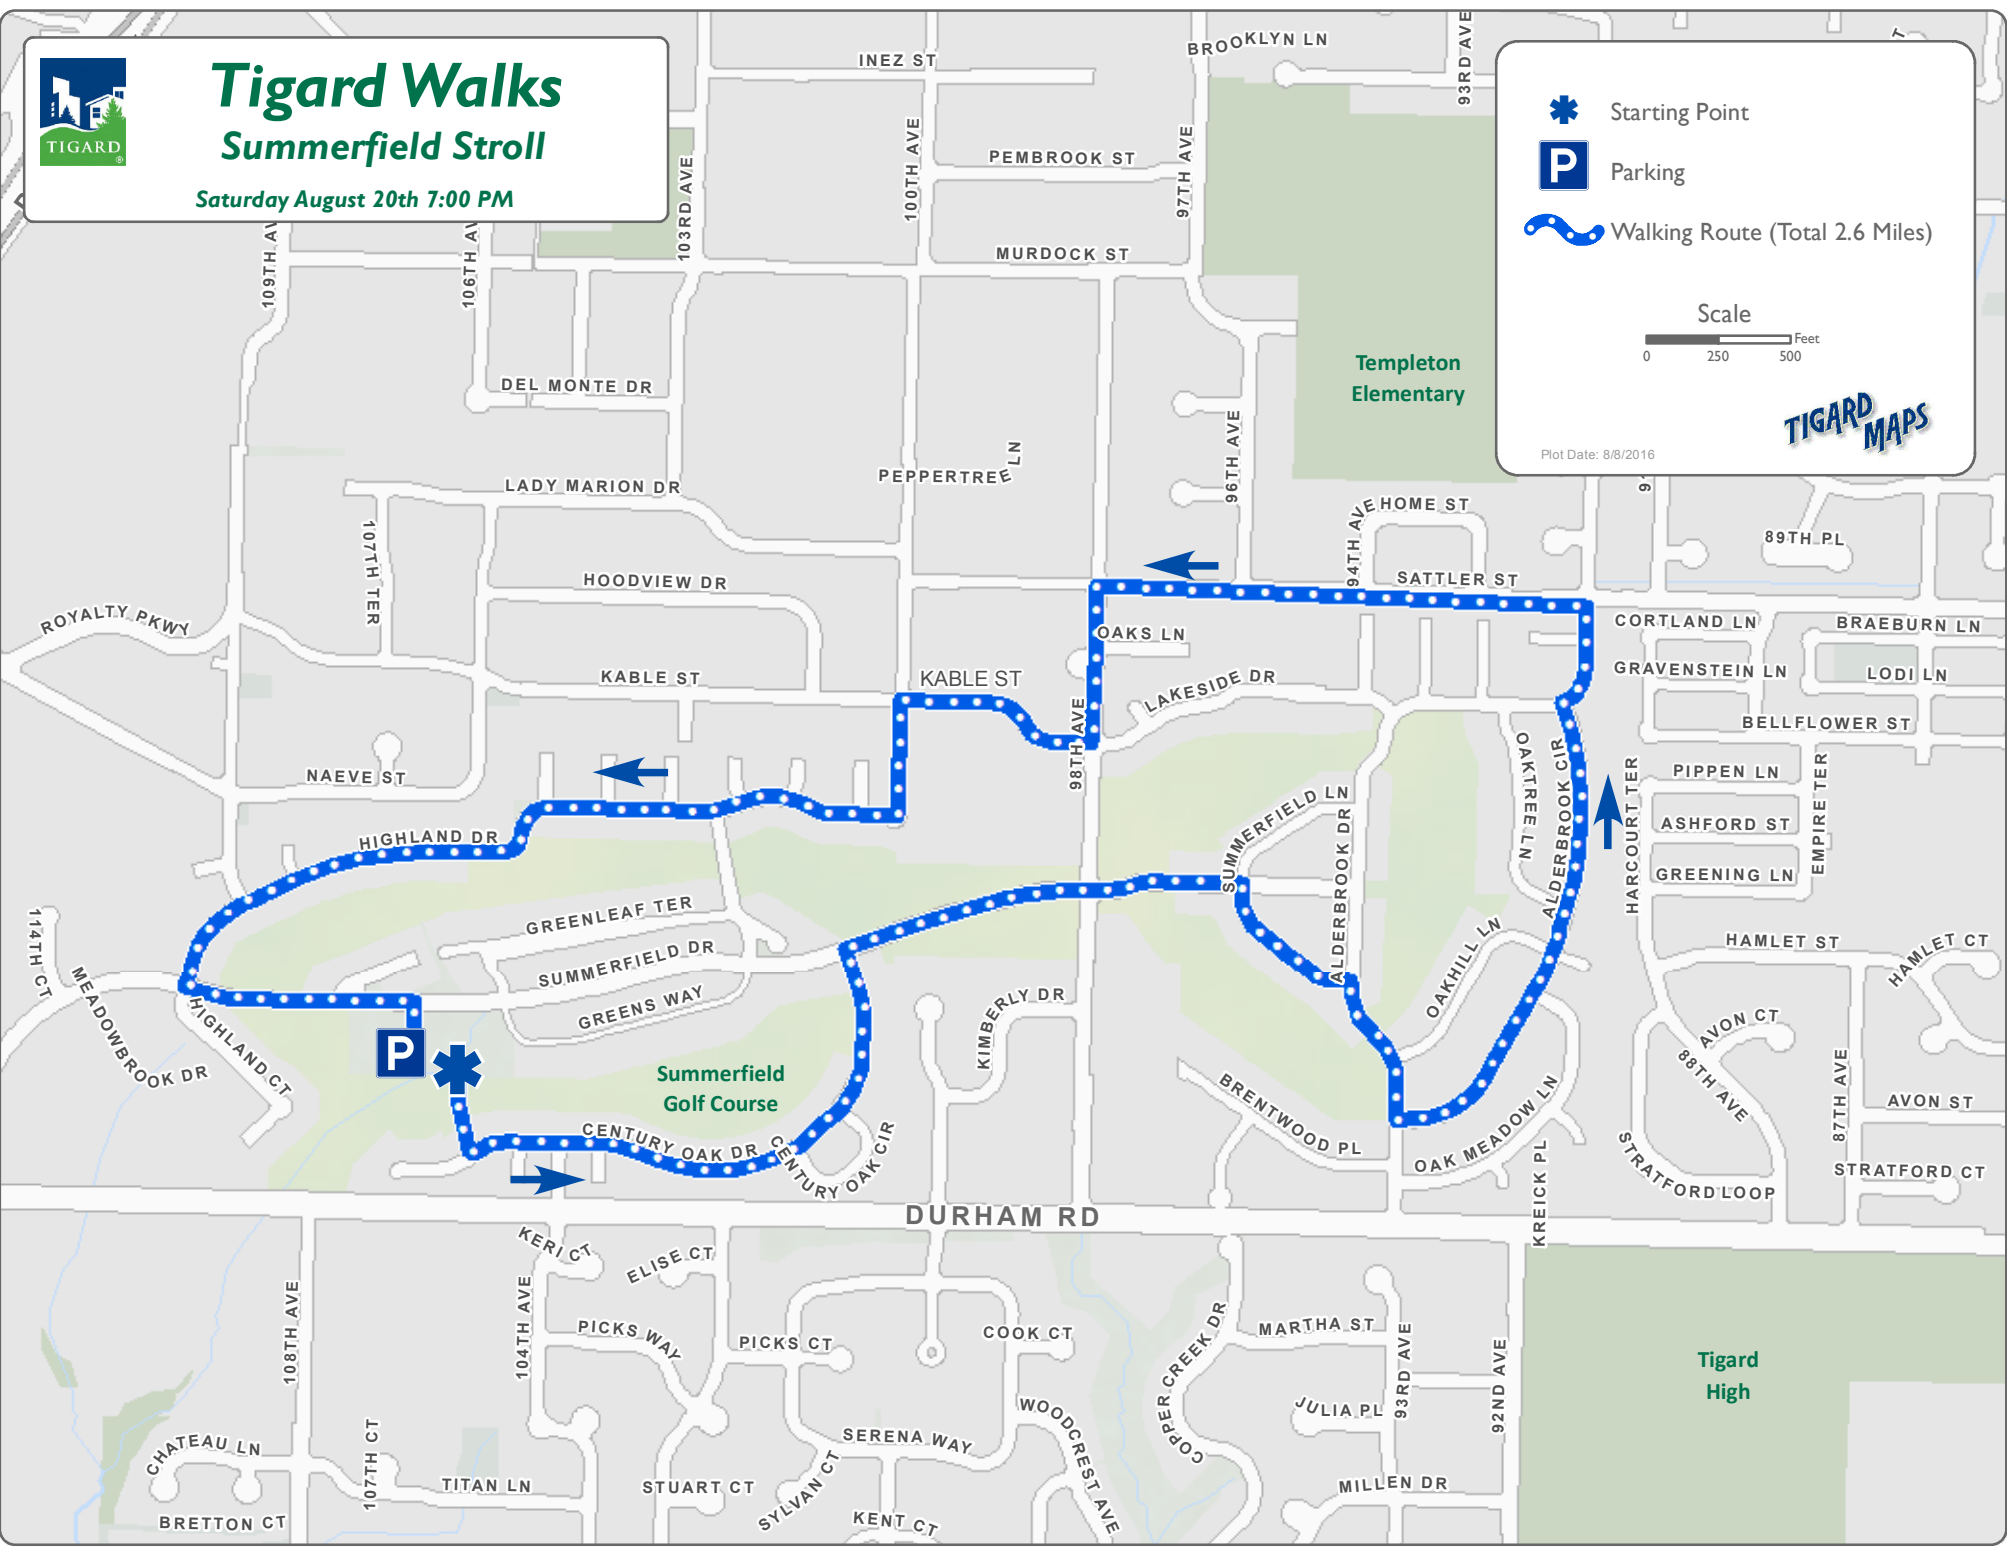 Tigard Walks
Summerfield Stroll
Saturday August 20th 7:00 PM
TIGARD
®
Starting Point
P
Parking
Walking Route (Total 2.6 Miles)
Scale
Feet
0 250 500
TIGARD
MAPS
Plot Date: 8/8/2016
INEZ ST
BROOKLYN LN
93RD AVE
100TH AVE
PEMBROOK ST
97TH AVE
103RD AVE
109TH AV
106TH AV
MURDOCK ST
DEL MONTE DR
Templeton
Elementary
96TH AVE
PEPPERTREE LN
LADY MARION DR
107TH TER
HOME ST
94TH AVE
89TH PL
HOODVIEW DR
SATTLER ST
ROYALTY PKWY
OAKS LN
CORTLAND LN
BRAEBURN LN
KABLE ST
KABLE ST
LAKESIDE DR
GRAVENSTEIN LN
LODI LN
98TH AVE
BELLFLOWER ST
NAEVE ST
OAKTREE LN
ALDERBROOK CIR
HARCOURT TER
PIPPEN LN
EMPIRE TER
SUMMERFIELD LN
ALDERBROOK DR
ASHFORD ST
HIGHLAND DR
GREENING LN
114TH CT
GREENLEAF TER
SUMMERFIELD DR
GREENS WAY
OAKHILL LN
HAMLET ST
HAMLET CT
MEADOWBROOK DR
HIGHLAND CT
P
KIMBERLY DR
AVON CT
88TH AVE
87TH AVE
AVON ST
Summerfield
Golf Course
BRENTWOOD PL
OAK MEADOW LN
CENTURY OAK DR
CENTURY OAK CIR
KREICK PL
STRATFORD LOOP
STRATFORD CT
DURHAM RD
KERI CT
ELISE CT
108TH AVE
104TH AVE
PICKS WAY
PICKS CT
COOK CT
COPPER CREEK DR
MARTHA ST
93RD AVE
92ND AVE
Tigard
High
JULIA PL
WOODCREST AVE
CHATEAU LN
107TH CT
SERENA WAY
TITAN LN
STUART CT
SYLVAN CT
MILLEN DR
BRETTON CT
KENT CT